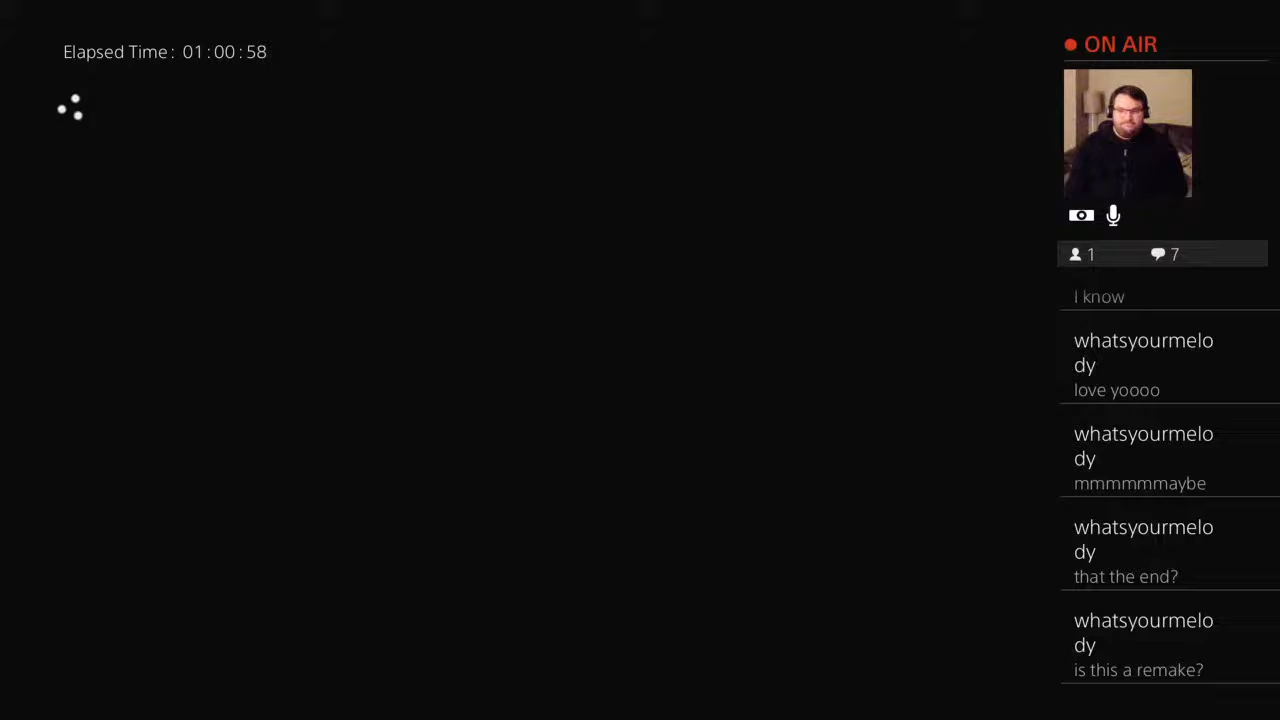 Elapsed Time: 01:00:58
ON AIR
1 7
I know
whatsyourmelo
dy
love yoooo
whatsyourmelo
dy
mmmmmmaybe
whatsyourmelo
dy
that the end?
whatsyourmelo
dy
is this a remake?